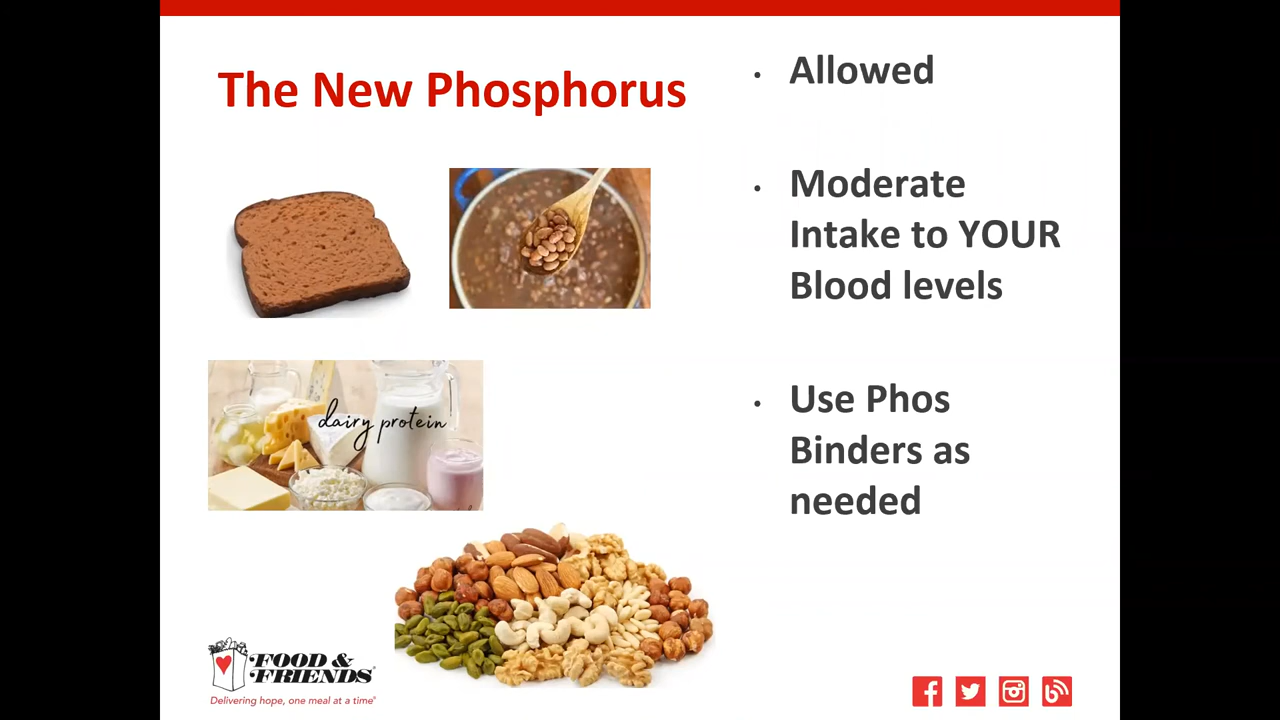 The New Phosphorus
• Allowed
• Moderate
Intake to YOUR
Blood levels
• Use Phos
Binders as
needed
dairy protein
FOOD &
FRIENDS®
Delivering hope, one meal at a time®